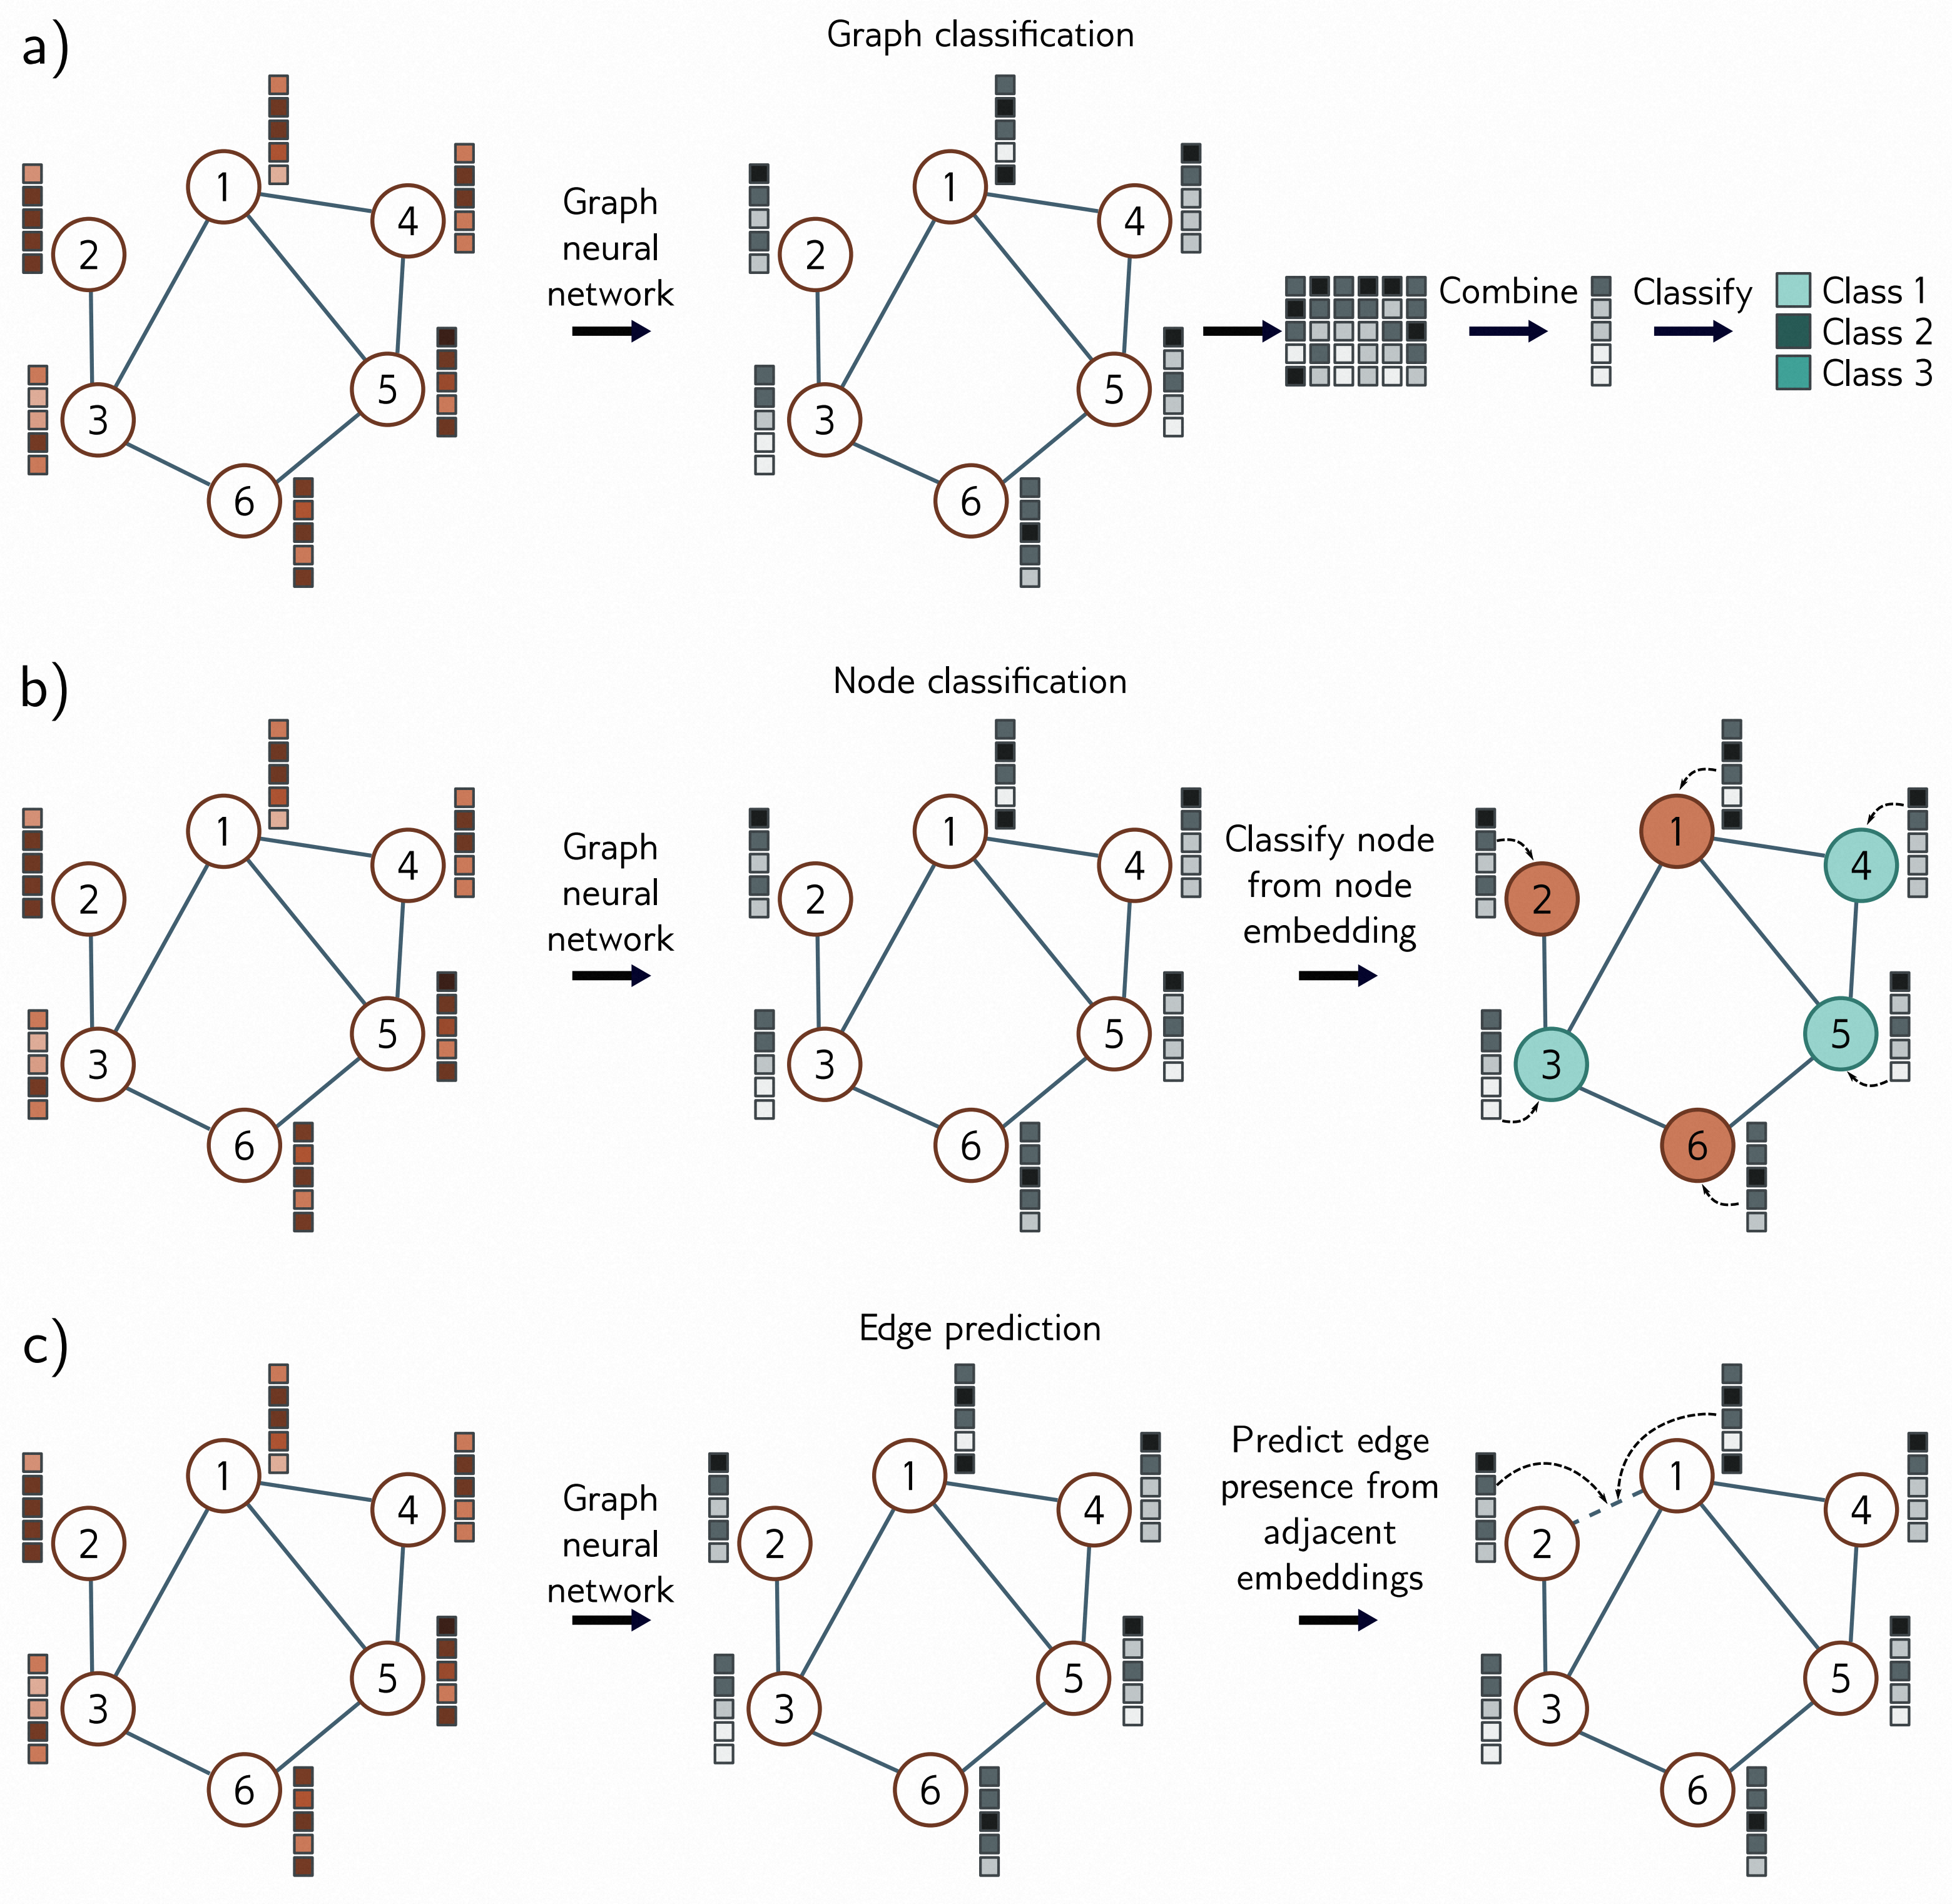 a)
Graph classification
1
2
3
4
5
6
Graph
neural
network
1
2
3
4
5
6
Combine
Classify
Class 1
Class 2
Class 3
b)
Node classification
1
2
3
4
5
6
Graph
neural
network
1
2
3
4
5
6
Classify node
from node
embedding
1
2
3
4
5
6
c)
Edge prediction
1
2
3
4
5
6
Graph
neural
network
1
2
3
4
5
6
Predict edge
presence from
adjacent
embeddings
1
2
3
4
5
6